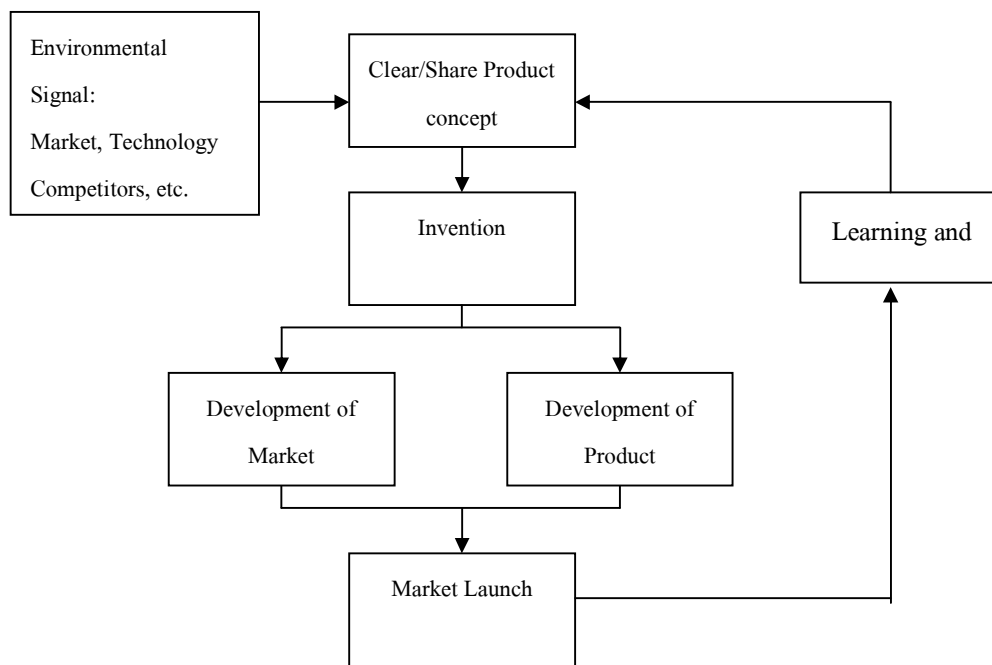 Environmental
Signal:
Market, Technology
Competitors, etc.
Clear/Share Product
concept
Invention
Learning and
Development of
Market
Development of
Product
Market Launch